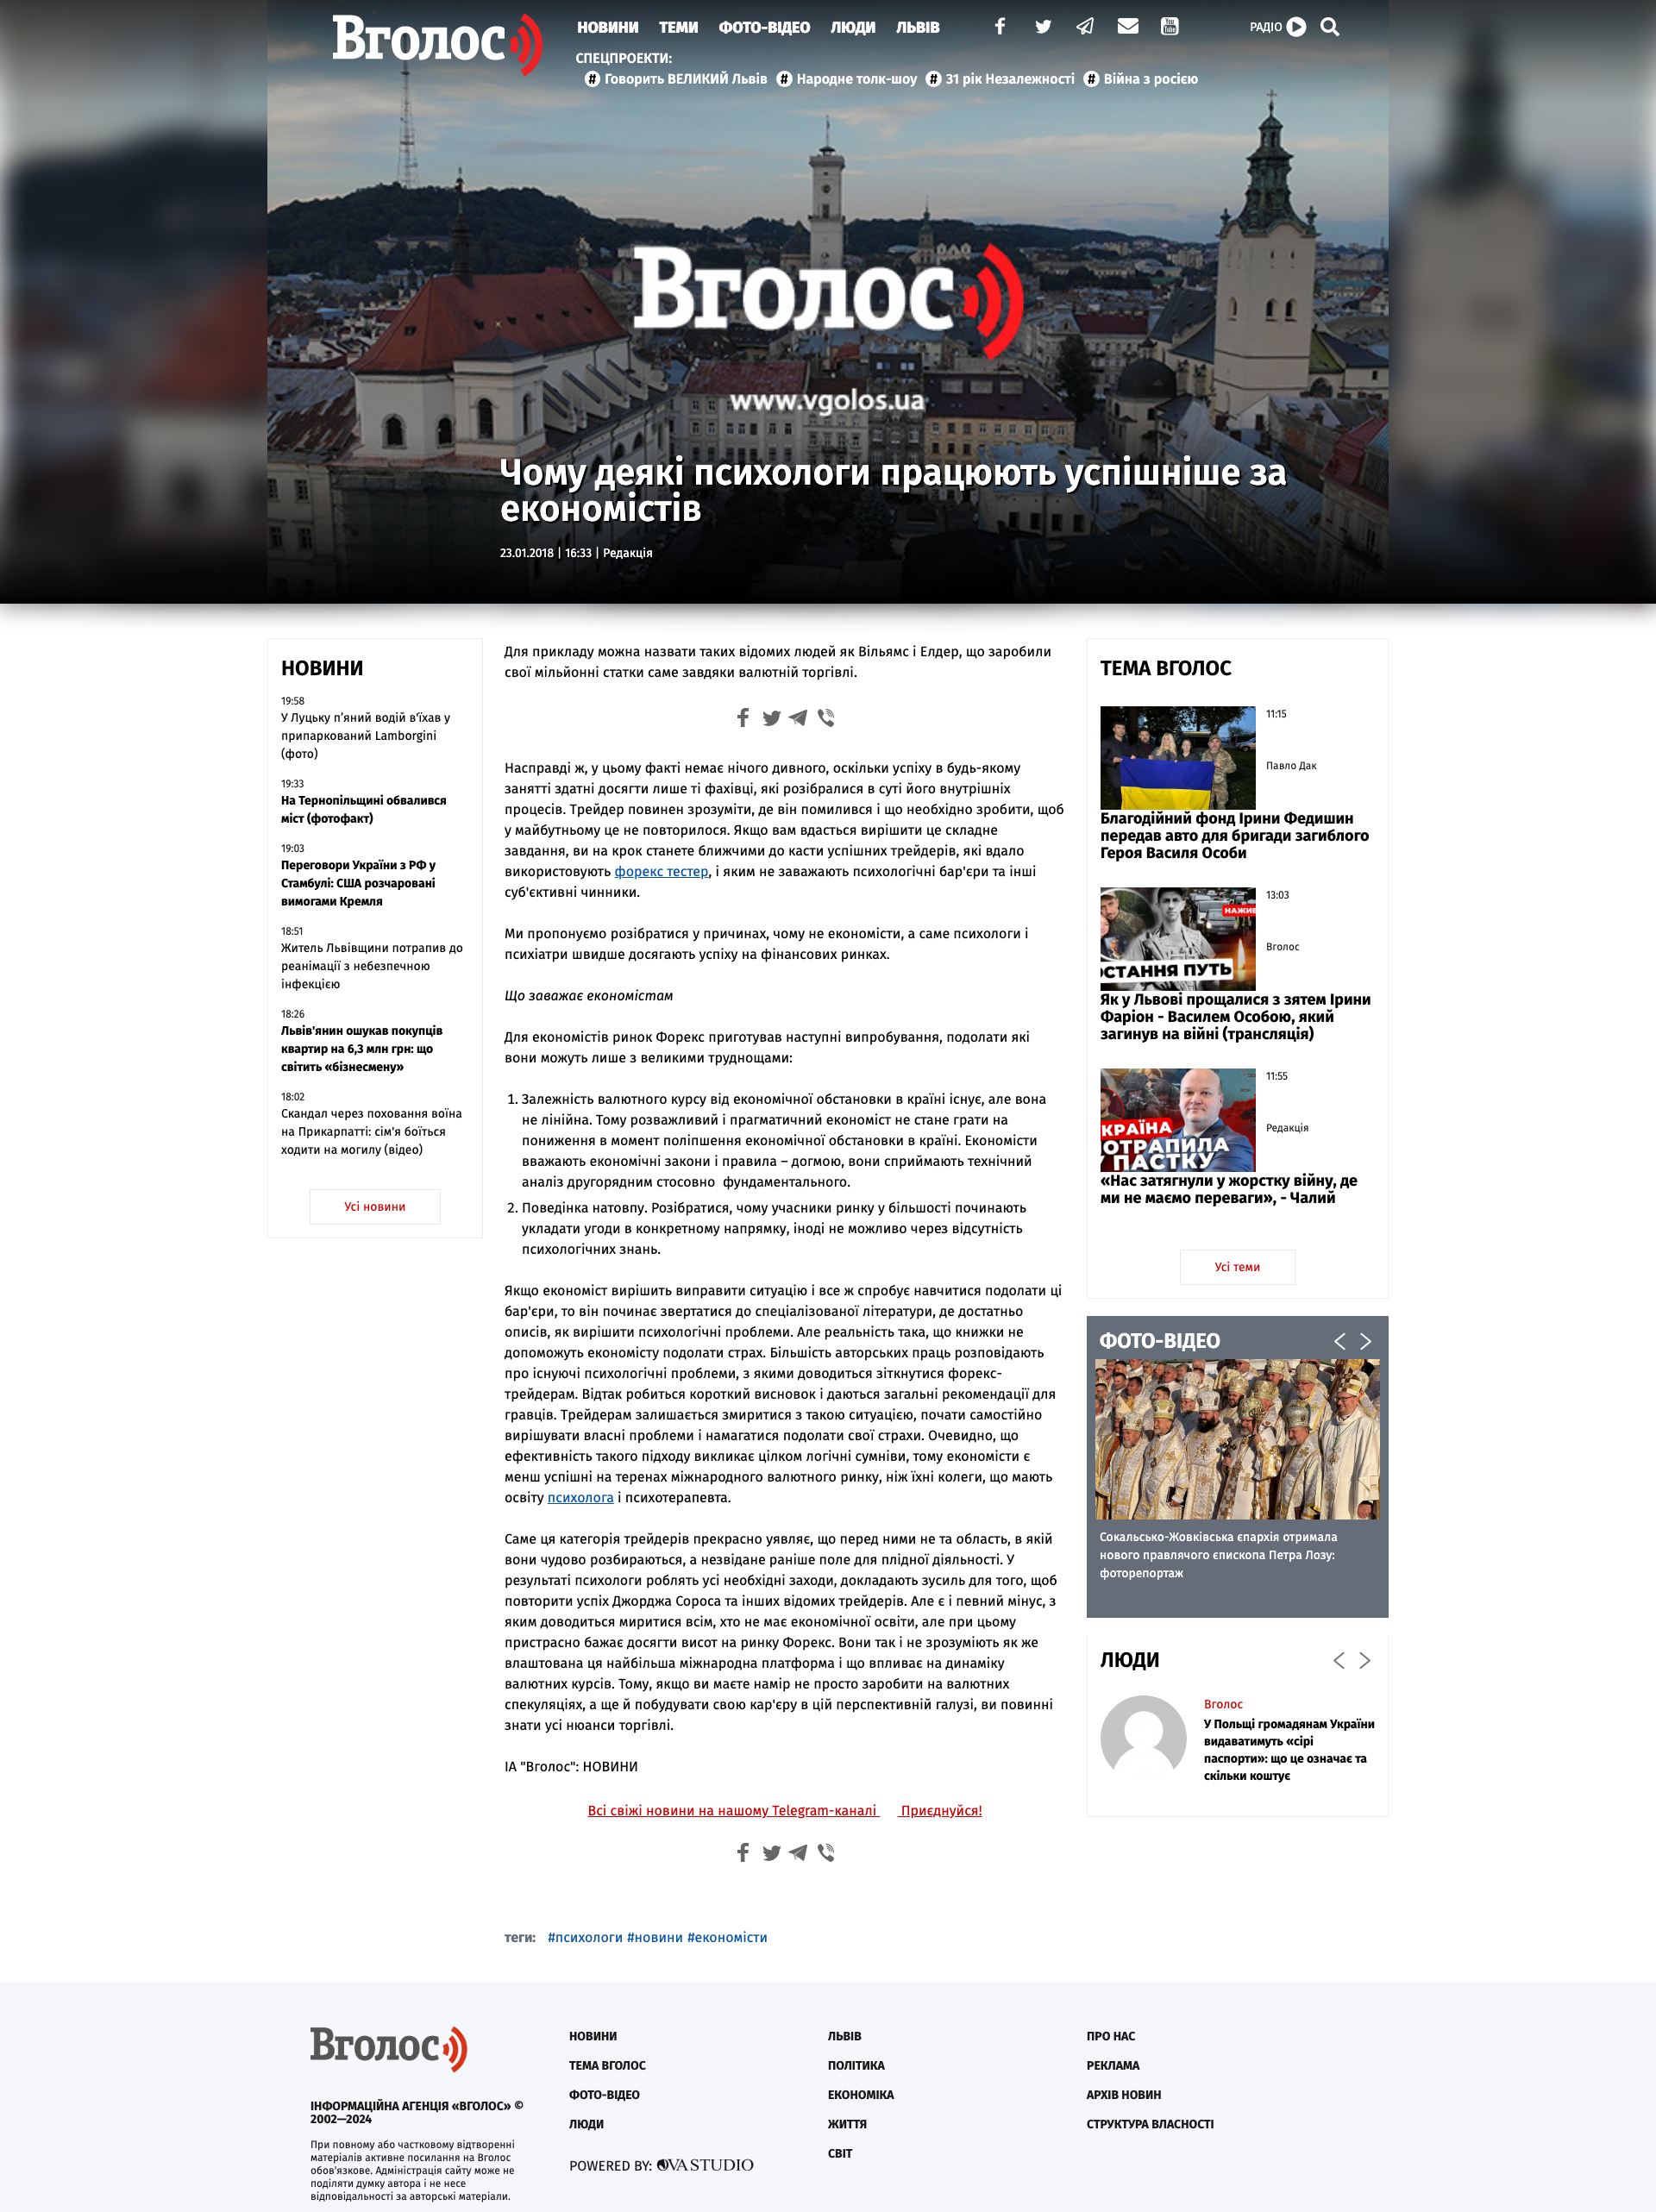 Вголос
НОВИНИ ТЕМИ ФОТО-ВІДЕО ЛЮДИ ЛЬВІВ
You Tube
РАДІО
СПЕЦПРОЕКТИ:
# Говорить ВЕЛИКИЙ Львів # Народне толк-шоу # 31 рік Незалежності # Війна з росією
Вголос
www.vgolos.ua
Чому деякі психологи працюють успішніше за
економістів
23.01.2018 | 16:33 | Редакція
НОВИНИ
19:58
У Луцьку п’яний водій в’їхав у
припаркований Lamborgini
(фото)
19:33
На Тернопільщині обвалився
міст (фотофакт)
19:03
Переговори України з РФ у
Стамбулі: США розчаровані
вимогами Кремля
18:51
Житель Львівщини потрапив до
реанімації з небезпечною
інфекцією
18:26
Львів'янин ошукав покупців
квартир на 6,3 млн грн: що
світить «бізнесмену»
18:02
Скандал через поховання воїна
на Прикарпатті: сім'я боїться
ходити на могилу (відео)
Усі новини
Для прикладу можна назвати таких відомих людей як Вільямс і Елдер, що заробили
свої мільйонні статки саме завдяки валютній торгівлі.
Насправді ж, у цьому факті немає нічого дивного, оскільки успіху в будь-якому
занятті здатні досягти лише ті фахівці, які розібралися в суті його внутрішніх
процесів. Трейдер повинен зрозуміти, де він помилився і що необхідно зробити, щоб
у майбутньому це не повторилося. Якщо вам вдасться вирішити це складне
завдання, ви на крок станете ближчими до касти успішних трейдерів, які вдало
використовують форекс тестер, і яким не заважають психологічні бар'єри та інші
суб'єктивні чинники.
Ми пропонуємо розібратися у причинах, чому не економісти, а саме психологи і
психіатри швидше досягають успіху на фінансових ринках.
Що заважає економістам
Для економістів ринок Форекс приготував наступні випробування, подолати які
вони можуть лише з великими труднощами:
1. Залежність валютного курсу від економічної обстановки в країні існує, але вона
не лінійна. Тому розважливий і прагматичний економіст не стане грати на
пониження в момент поліпшення економічної обстановки в країні. Економісти
вважають економічні закони і правила – догмою, вони сприймають технічний
аналіз другорядним стосовно  фундаментального.
2. Поведінка натовпу. Розібратися, чому учасники ринку у більшості починають
укладати угоди в конкретному напрямку, іноді не можливо через відсутність
психологічних знань.
Якщо економіст вирішить виправити ситуацію і все ж спробує навчитися подолати ці
бар'єри, то він починає звертатися до спеціалізованої літератури, де достатньо
описів, як вирішити психологічні проблеми. Але реальність така, що книжки не
допоможуть економісту подолати страх. Більшість авторських праць розповідають
про існуючі психологічні проблеми, з якими доводиться зіткнутися форекс-
трейдерам. Відтак робиться короткий висновок і даються загальні рекомендації для
гравців. Трейдерам залишається змиритися з такою ситуацією, почати самостійно
вирішувати власні проблеми і намагатися подолати свої страхи. Очевидно, що
ефективність такого підходу викликає цілком логічні сумніви, тому економісти є
менш успішні на теренах міжнародного валютного ринку, ніж їхні колеги, що мають
освіту психолога і психотерапевта.
Саме ця категорія трейдерів прекрасно уявляє, що перед ними не та область, в якій
вони чудово розбираються, а незвідане раніше поле для плідної діяльності. У
результаті психологи роблять усі необхідні заходи, докладають зусиль для того, щоб
повторити успіх Джорджа Сороса та інших відомих трейдерів. Але є і певний мінус, з
яким доводиться миритися всім, хто не має економічної освіти, але при цьому
пристрасно бажає досягти висот на ринку Форекс. Вони так і не зрозуміють як же
влаштована ця найбільша міжнародна платформа і що впливає на динаміку
валютних курсів. Тому, якщо ви маєте намір не просто заробити на валютних
спекуляціях, а ще й побудувати свою кар'єру в цій перспективній галузі, ви повинні
знати усі нюанси торгівлі.
ІА "Вголос": НОВИНИ
Всі свіжі новини на нашому Telegram-каналі Приєднуйся!
теги: #психологи #новини #економісти
ТЕМА ВГОЛОС
11:15
Павло Дак
Благодійний фонд Ірини Федишин
передав авто для бригади загиблого
Героя Василя Особи
НАЖИВ
ОСТАННЯ ПУТЬ
13:03
Вголос
Як у Львові прощалися з зятем Ірини
Фаріон - Василем Особою, який
загинув на війні (трансляція)
КРАЇНА
ОТРАПИЛА
У ПАСТКУ
11:55
Редакція
«Нас затягнули у жорстку війну, де
ми не маємо переваги», - Чалий
Усі теми
ФОТО-ВІДЕО
Сокальсько-Жовківська єпархія отримала
нового правлячого єпископа Петра Лозу:
фоторепортаж
ЛЮДИ
Вголос
У Польщі громадянам України
видаватимуть «сірі
паспорти»: що це означає та
скільки коштує
Вголос
ІНФОРМАЦІЙНА АГЕНЦІЯ «ВГОЛОС» ©
2002—2024
При повному або частковому відтворенні
матеріалів активне посилання на Вголос
обов'язкове. Адміністрація сайту може не
поділяти думку автора і не несе
відповідальності за авторські матеріали.
НОВИНИ
ТЕМА ВГОЛОС
ФОТО-ВІДЕО
ЛЮДИ
POWERED BY: OVA STUDIO
ЛЬВІВ
ПОЛІТИКА
ЕКОНОМІКА
ЖИТТЯ
СВІТ
ПРО НАС
РЕКЛАМА
АРХІВ НОВИН
СТРУКТУРА ВЛАСНОСТІ